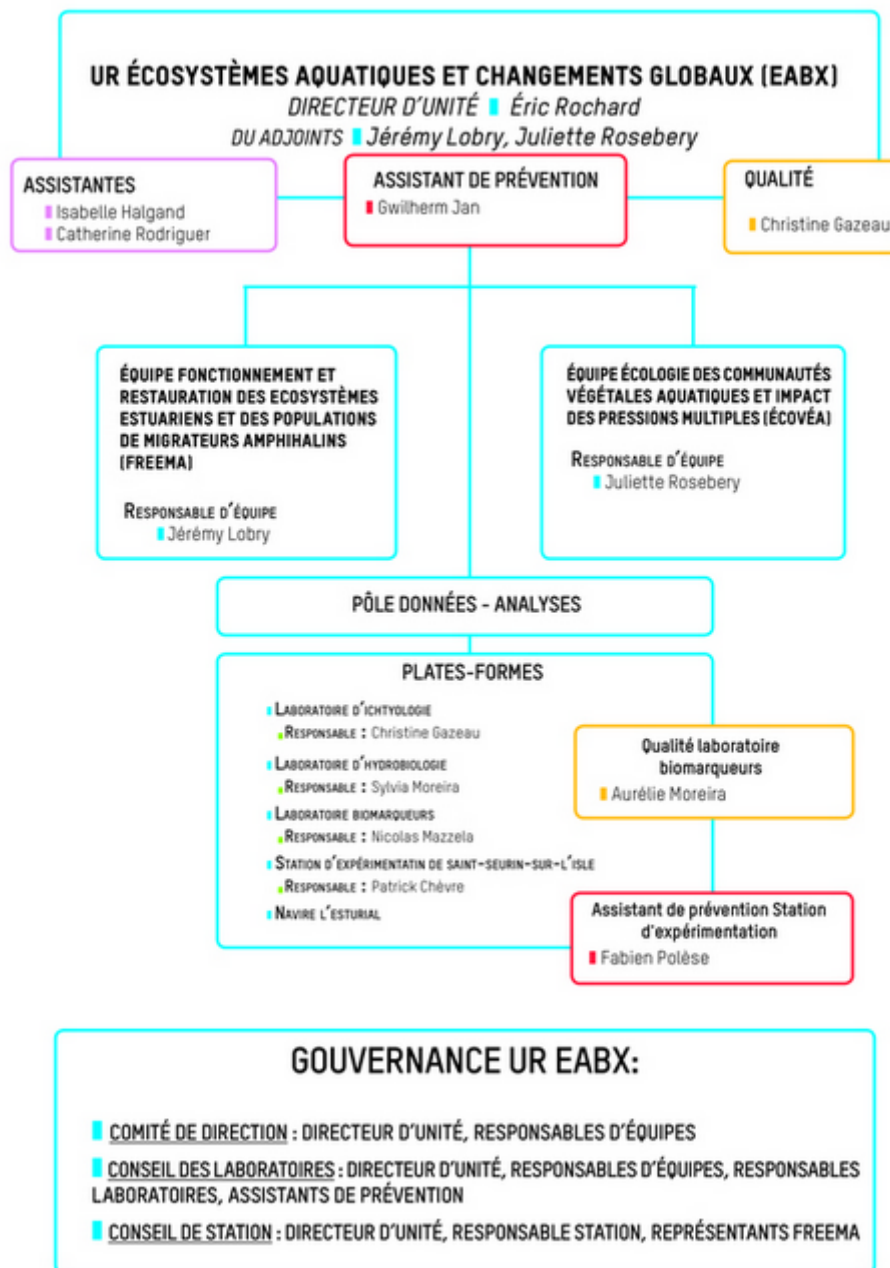 UR ÉCOSYSTÈMES AQUATIQUES ET CHANGEMENTS GLOBAUX (EABX)
DIRECTEUR D'UNITÉ Éric Rochard
DU ADJOINTS Jérémy Lobry, Juliette Rosebery
ASSISTANTES
Isabelle Halgand
Catherine Rodriguer
ASSISTANT DE PRÉVENTION
Gwilherm Jan
QUALITÉ
Christine Gazeau
ÉQUIPE FONCTIONNEMENT ET
RESTAURATION DES ECOSYSTÈMES
ESTUARIENS ET DES POPULATIONS
DE MIGRATEURS AMPHIHALINS
(FREEMA)
RESPONSABLE D'ÉQUIPE
Jérémy Lobry
ÉQUIPE ÉCOLOGIE DES COMMUNAUTÉS
VÉGÉTALES AQUATIQUES ET IMPACT
DES PRESSIONS MULTIPLES (ÉCOVÉA)
RESPONSABLE D'ÉQUIPE
Juliette Rosebery
PÔLE DONNÉES - ANALYSES
PLATES-FORMES
LABORATOIRE D'ICHTYOLOGIE
RESPONSABLE : Christine Gazeau
LABORATOIRE D'HYDROBIOLOGIE
RESPONSABLE : Sylvia Moreira
LABORATOIRE BIOMARQUEURS
RESPONSABLE : Nicolas Mazzela
STATION D'EXPÉRIMENTATIN DE SAINT-SEURIN-SUR-L'ISLE
RESPONSABLE : Patrick Chèvre
NAVIRE L'ESTURIAL
Qualité laboratoire
biomarqueurs
Aurélie Moreira
Assistant de prévention Station
d'expérimentation
Fabien Polèse
GOUVERNANCE UR EABX:
COMITÉ DE DIRECTION : DIRECTEUR D'UNITÉ, RESPONSABLES D'ÉQUIPES
CONSEIL DES LABORATOIRES : DIRECTEUR D'UNITÉ, RESPONSABLES D'ÉQUIPES, RESPONSABLES
LABORATOIRES, ASSISTANTS DE PRÉVENTION
CONSEIL DE STATION : DIRECTEUR D'UNITÉ, RESPONSABLE STATION, REPRÉSENTANTS FREEMA